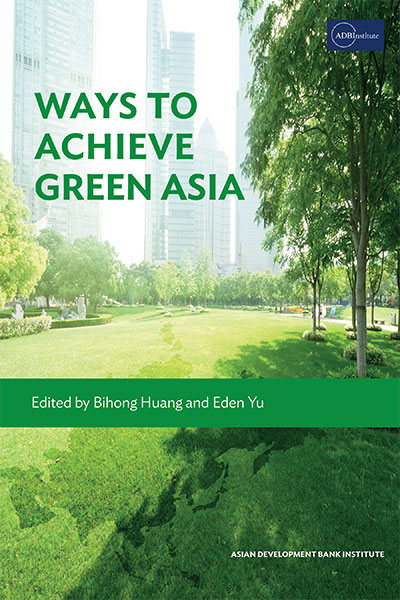 ADBInstitute
WAYS TO
ACHIEVE
GREEN ASIA
Edited by Bihong Huang and Eden Yu
ASIAN DEVELOPMENT BANK INSTITUTE